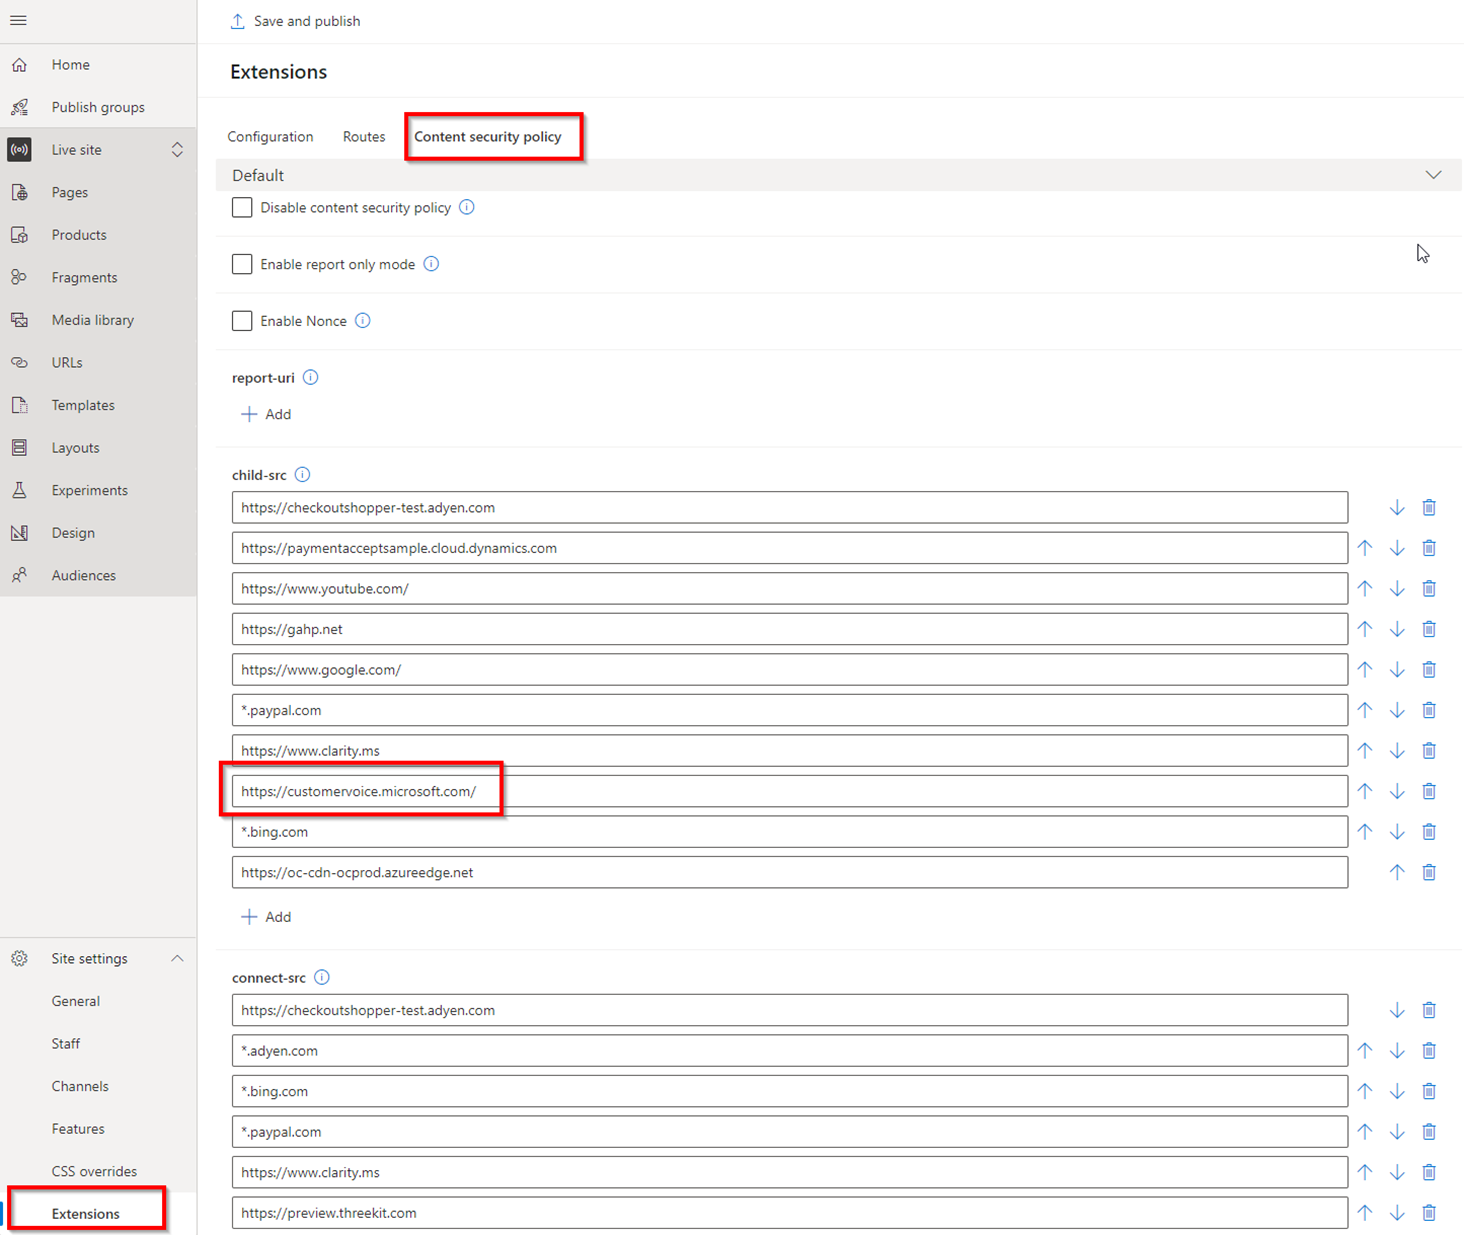 Save and publish
Home
Publish groups
Live site
Pages
Products
Fragments
Media library
URLs
Templates
Layouts
Experiments
Design
Audiences
Site settings
General
Staff
Channels
Features
CSS overrides
Extensions
Extensions
Configuration Routes Content security policy
Default
Disable content security policy
Enable report only mode
Enable Nonce
report-uri
Add
child-src
https://checkoutshopper-test.adyen.com
https://paymentacceptsample.cloud.dynamics.com
https://www.youtube.com/
https://gahp.net
https://www.google.com/
*.paypal.com
https://www.clarity.ms
https://customervoice.microsoft.com/
*.bing.com
https://oc-cdn-ocprod.azureedge.net
Add
connect-src
https://checkoutshopper-test.adyen.com
*.adyen.com
*.bing.com
*.paypal.com
https://www.clarity.ms
https://preview.threekit.com